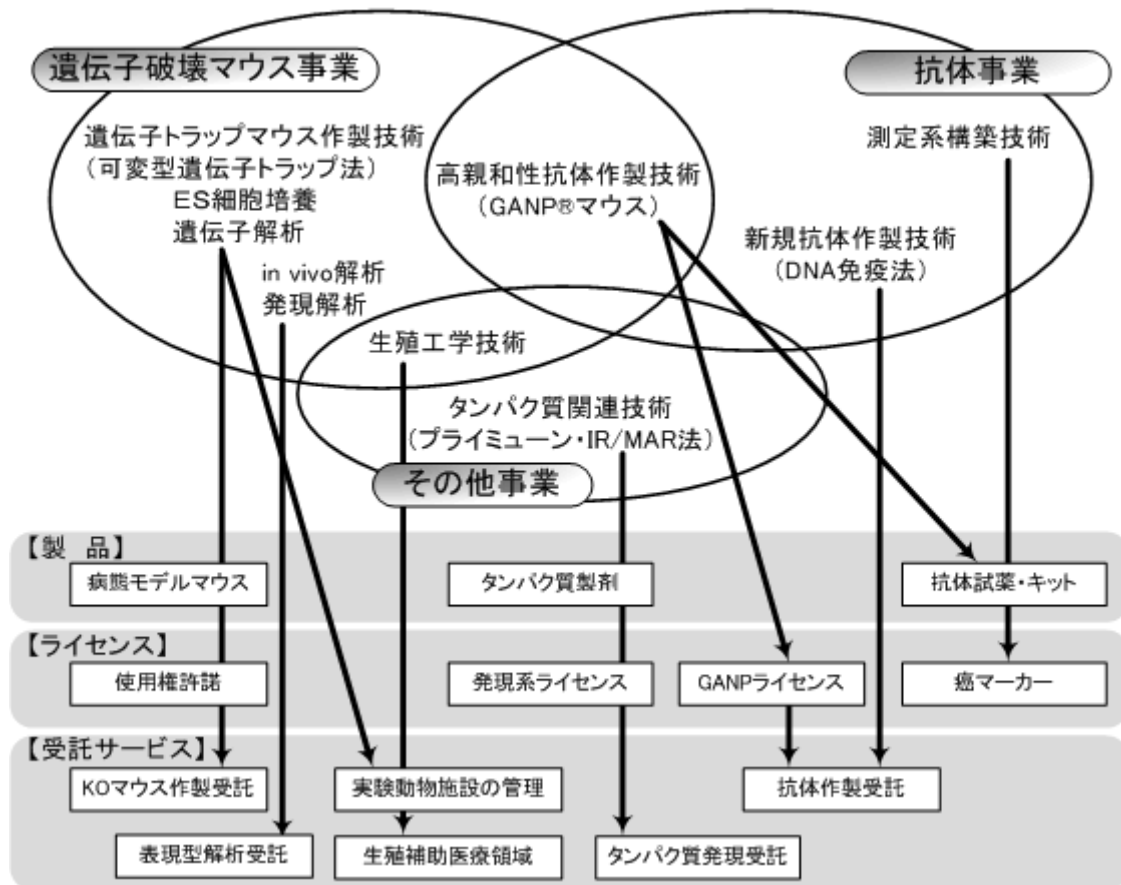 遺伝子破壊マウス事業
抗体事業
遺伝子トラップマウス作製技術
(可変型遺伝子トラップ法)
ES細胞培養
遺伝子解析
in vivo解析
発現解析
高親和性抗体作製技術
(GANP®マウス)
測定系構築技術
新規抗体作製技術
(DNA免疫法)
生殖工学技術
タンパク質関連技術
(プライミューン・IR/MAR法)
その他事業
【製　品】
病態モデルマウス
タンパク質製剤
抗体試薬・キット
【ライセンス】
使用権許諾
発現系ライセンス
GANPライセンス
癌マーカー
【受託サービス】
KOマウス作製受託
実験動物施設の管理
抗体作製受託
表現型解析受託
生殖補助医療領域
タンパク質発現受託